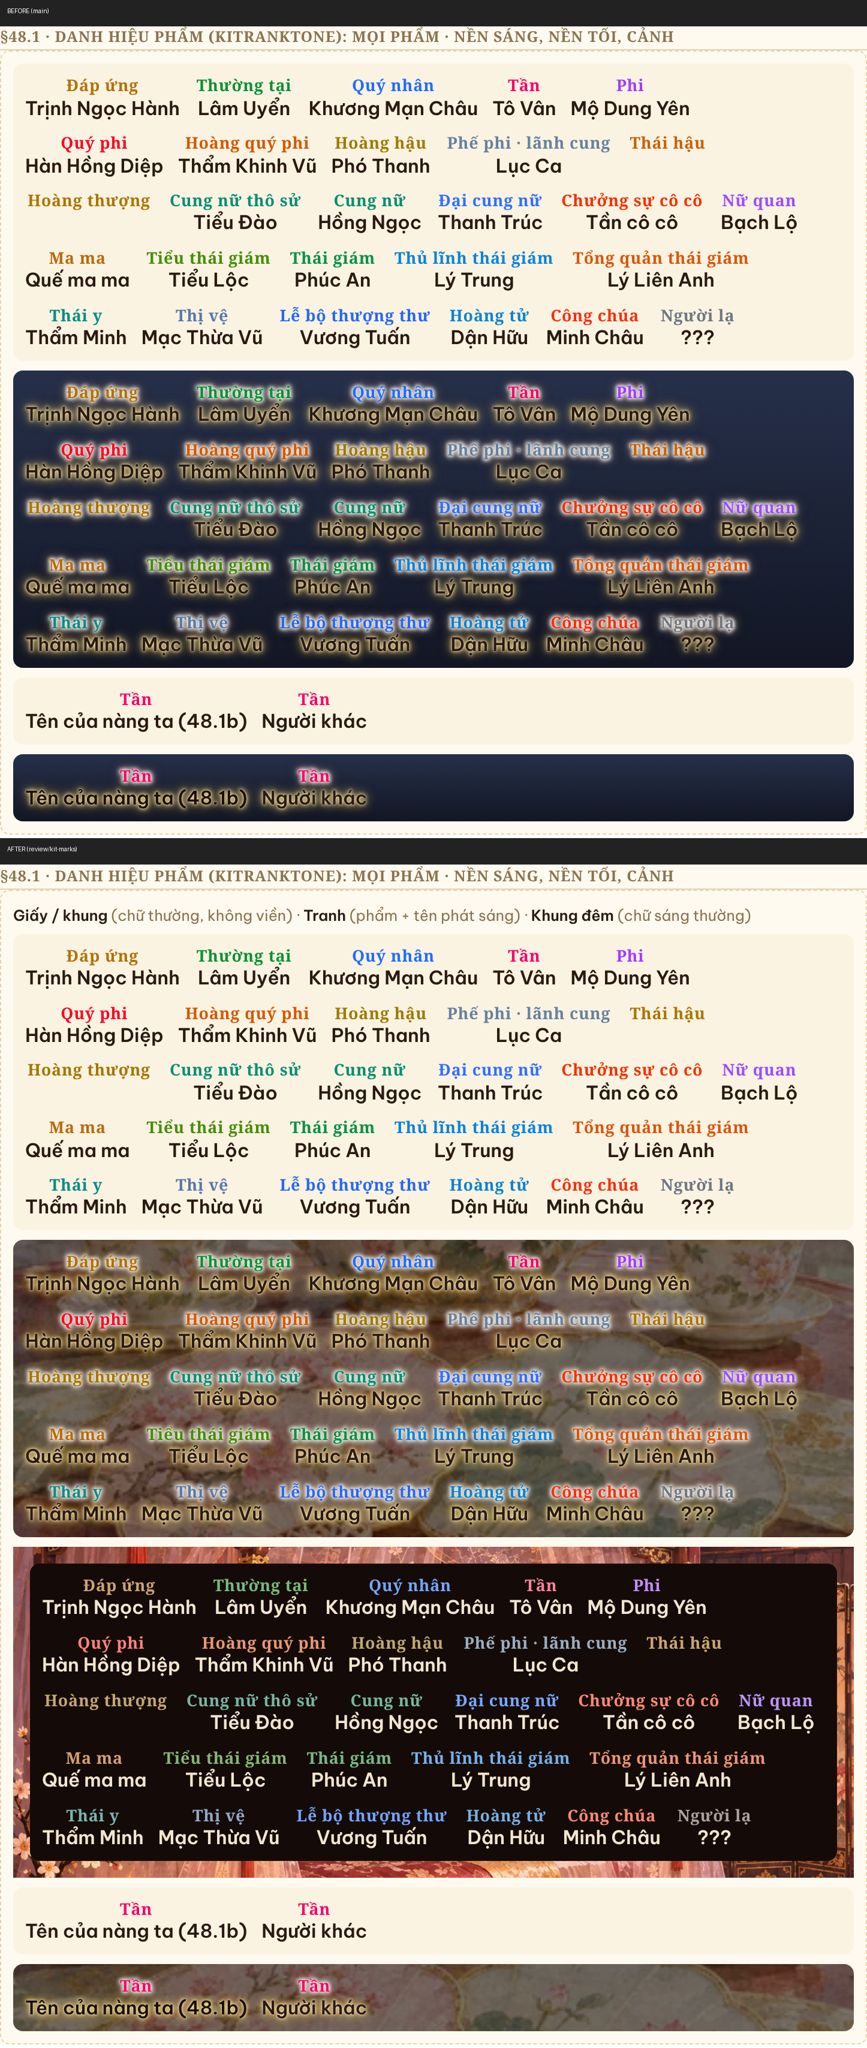 BEFORE (main)
§48.1 · DANH HIỆU PHẨM (KITRANKTONE): MỌI PHẨM · NỀN SÁNG, NỀN TỐI, CẢNH
Đáp ứng Thường tại Quý nhân Tần Phi
Trịnh Ngọc Hành Lâm Uyển Khương Mạn Châu Tô Vân Mộ Dung Yên
Quý phi Hoàng quý phi Hoàng hậu Phế phi · lãnh cung Thái hậu
Hàn Hồng Diệp Thẩm Khinh Vũ Phó Thanh Lục Ca
Hoàng thượng Cung nữ thô sử Cung nữ Đại cung nữ Chưởng sự cô cô Nữ quan
Tiểu Đào Hồng Ngọc Thanh Trúc Tần cô cô Bạch Lộ
Ma ma Tiểu thái giám Thái giám Thủ lĩnh thái giám Tổng quản thái giám
Quế ma ma Tiểu Lộc Phúc An Lý Trung Lý Liên Anh
Thái y Thị vệ Lễ bộ thượng thư Hoàng tử Công chúa Người lạ
Thẩm Minh Mạc Thừa Vũ Vương Tuấn Dận Hữu Minh Châu ???
Đáp ứng Thường tại Quý nhân Tần Phi
Trịnh Ngọc Hành Lâm Uyển Khương Mạn Châu Tô Vân Mộ Dung Yên
Quý phi Hoàng quý phi Hoàng hậu Phế phi · lãnh cung Thái hậu
Hàn Hồng Diệp Thẩm Khinh Vũ Phó Thanh Lục Ca
Hoàng thượng Cung nữ thô sử Cung nữ Đại cung nữ Chưởng sự cô cô Nữ quan
Tiểu Đào Hồng Ngọc Thanh Trúc Tần cô cô Bạch Lộ
Ma ma Tiểu thái giám Thái giám Thủ lĩnh thái giám Tổng quản thái giám
Quế ma ma Tiểu Lộc Phúc An Lý Trung Lý Liên Anh
Thái y Thị vệ Lễ bộ thượng thư Hoàng tử Công chúa Người lạ
Thẩm Minh Mạc Thừa Vũ Vương Tuấn Dận Hữu Minh Châu ???
Tần Tần
Tên của nàng ta (48.1b) Người khác
Tần Tần
Tên của nàng ta (48.1b) Người khác
AFTER (review/kit-marks)
§48.1 · DANH HIỆU PHẨM (KITRANKTONE): MỌI PHẨM · NỀN SÁNG, NỀN TỐI, CẢNH
Giấy / khung (chữ thường, không viền) · Tranh (phẩm + tên phát sáng) · Khung đêm (chữ sáng thường)
Đáp ứng Thường tại Quý nhân Tần Phi
Trịnh Ngọc Hành Lâm Uyển Khương Mạn Châu Tô Vân Mộ Dung Yên
Quý phi Hoàng quý phi Hoàng hậu Phế phi · lãnh cung Thái hậu
Hàn Hồng Diệp Thẩm Khinh Vũ Phó Thanh Lục Ca
Hoàng thượng Cung nữ thô sử Cung nữ Đại cung nữ Chưởng sự cô cô Nữ quan
Tiểu Đào Hồng Ngọc Thanh Trúc Tần cô cô Bạch Lộ
Ma ma Tiểu thái giám Thái giám Thủ lĩnh thái giám Tổng quản thái giám
Quế ma ma Tiểu Lộc Phúc An Lý Trung Lý Liên Anh
Thái y Thị vệ Lễ bộ thượng thư Hoàng tử Công chúa Người lạ
Thẩm Minh Mạc Thừa Vũ Vương Tuấn Dận Hữu Minh Châu ???
Đáp ứng Thường tại Quý nhân Tần Phi
Trịnh Ngọc Hành Lâm Uyển Khương Mạn Châu Tô Vân Mộ Dung Yên
Quý phi Hoàng quý phi Hoàng hậu Phế phi · lãnh cung Thái hậu
Hàn Hồng Diệp Thẩm Khinh Vũ Phó Thanh Lục Ca
Hoàng thượng Cung nữ thô sử Cung nữ Đại cung nữ Chưởng sự cô cô Nữ quan
Tiểu Đào Hồng Ngọc Thanh Trúc Tần cô cô Bạch Lộ
Ma ma Tiểu thái giám Thái giám Thủ lĩnh thái giám Tổng quản thái giám
Quế ma ma Tiểu Lộc Phúc An Lý Trung Lý Liên Anh
Thái y Thị vệ Lễ bộ thượng thư Hoàng tử Công chúa Người lạ
Thẩm Minh Mạc Thừa Vũ Vương Tuấn Dận Hữu Minh Châu ???
Đáp ứng Thường tại Quý nhân Tần Phi
Trịnh Ngọc Hành Lâm Uyển Khương Mạn Châu Tô Vân Mộ Dung Yên
Quý phi Hoàng quý phi Hoàng hậu Phế phi · lãnh cung Thái hậu
Hàn Hồng Diệp Thẩm Khinh Vũ Phó Thanh Lục Ca
Hoàng thượng Cung nữ thô sử Cung nữ Đại cung nữ Chưởng sự cô cô Nữ quan
Tiểu Đào Hồng Ngọc Thanh Trúc Tần cô cô Bạch Lộ
Ma ma Tiểu thái giám Thái giám Thủ lĩnh thái giám Tổng quản thái giám
Quế ma ma Tiểu Lộc Phúc An Lý Trung Lý Liên Anh
Thái y Thị vệ Lễ bộ thượng thư Hoàng tử Công chúa Người lạ
Thẩm Minh Mạc Thừa Vũ Vương Tuấn Dận Hữu Minh Châu ???
Tần Tần
Tên của nàng ta (48.1b) Người khác
Tần Tần
Tên của nàng ta (48.1b) Người khác